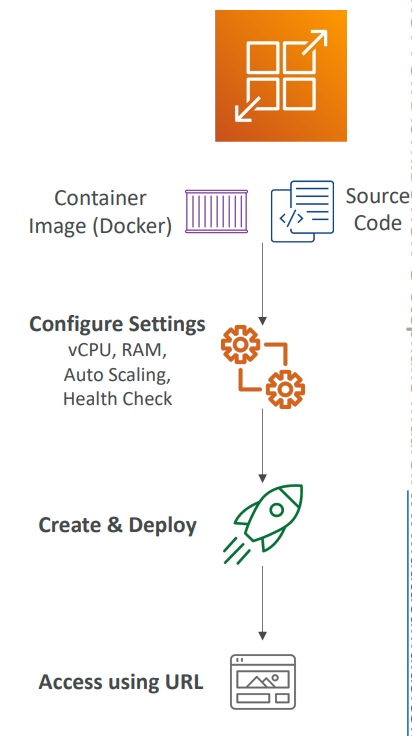 Container
Image (Docker)
Source
Code
</>
Configure Settings
vCPU, RAM,
Auto Scaling,
Health Check
Create & Deploy
Access using URL